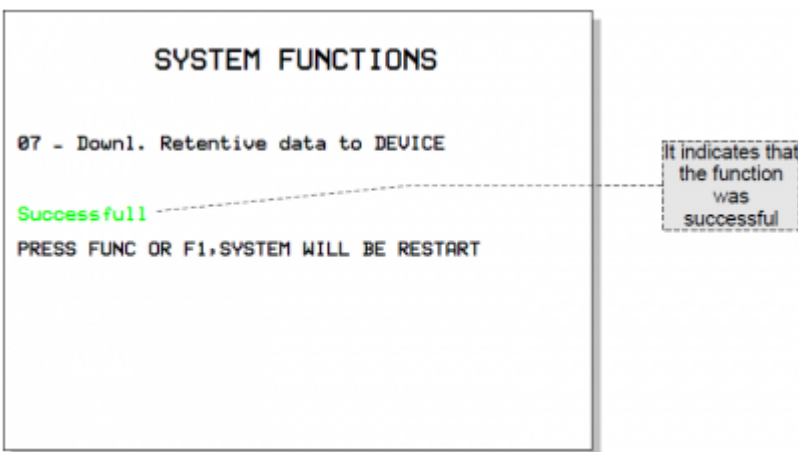 SYSTEM FUNCTIONS
07 - Downl. Retentive data to DEVICE
Successfull
PRESS FUNC OR F1,SYSTEM WILL BE RESTART
It indicates that
the function
was
successful